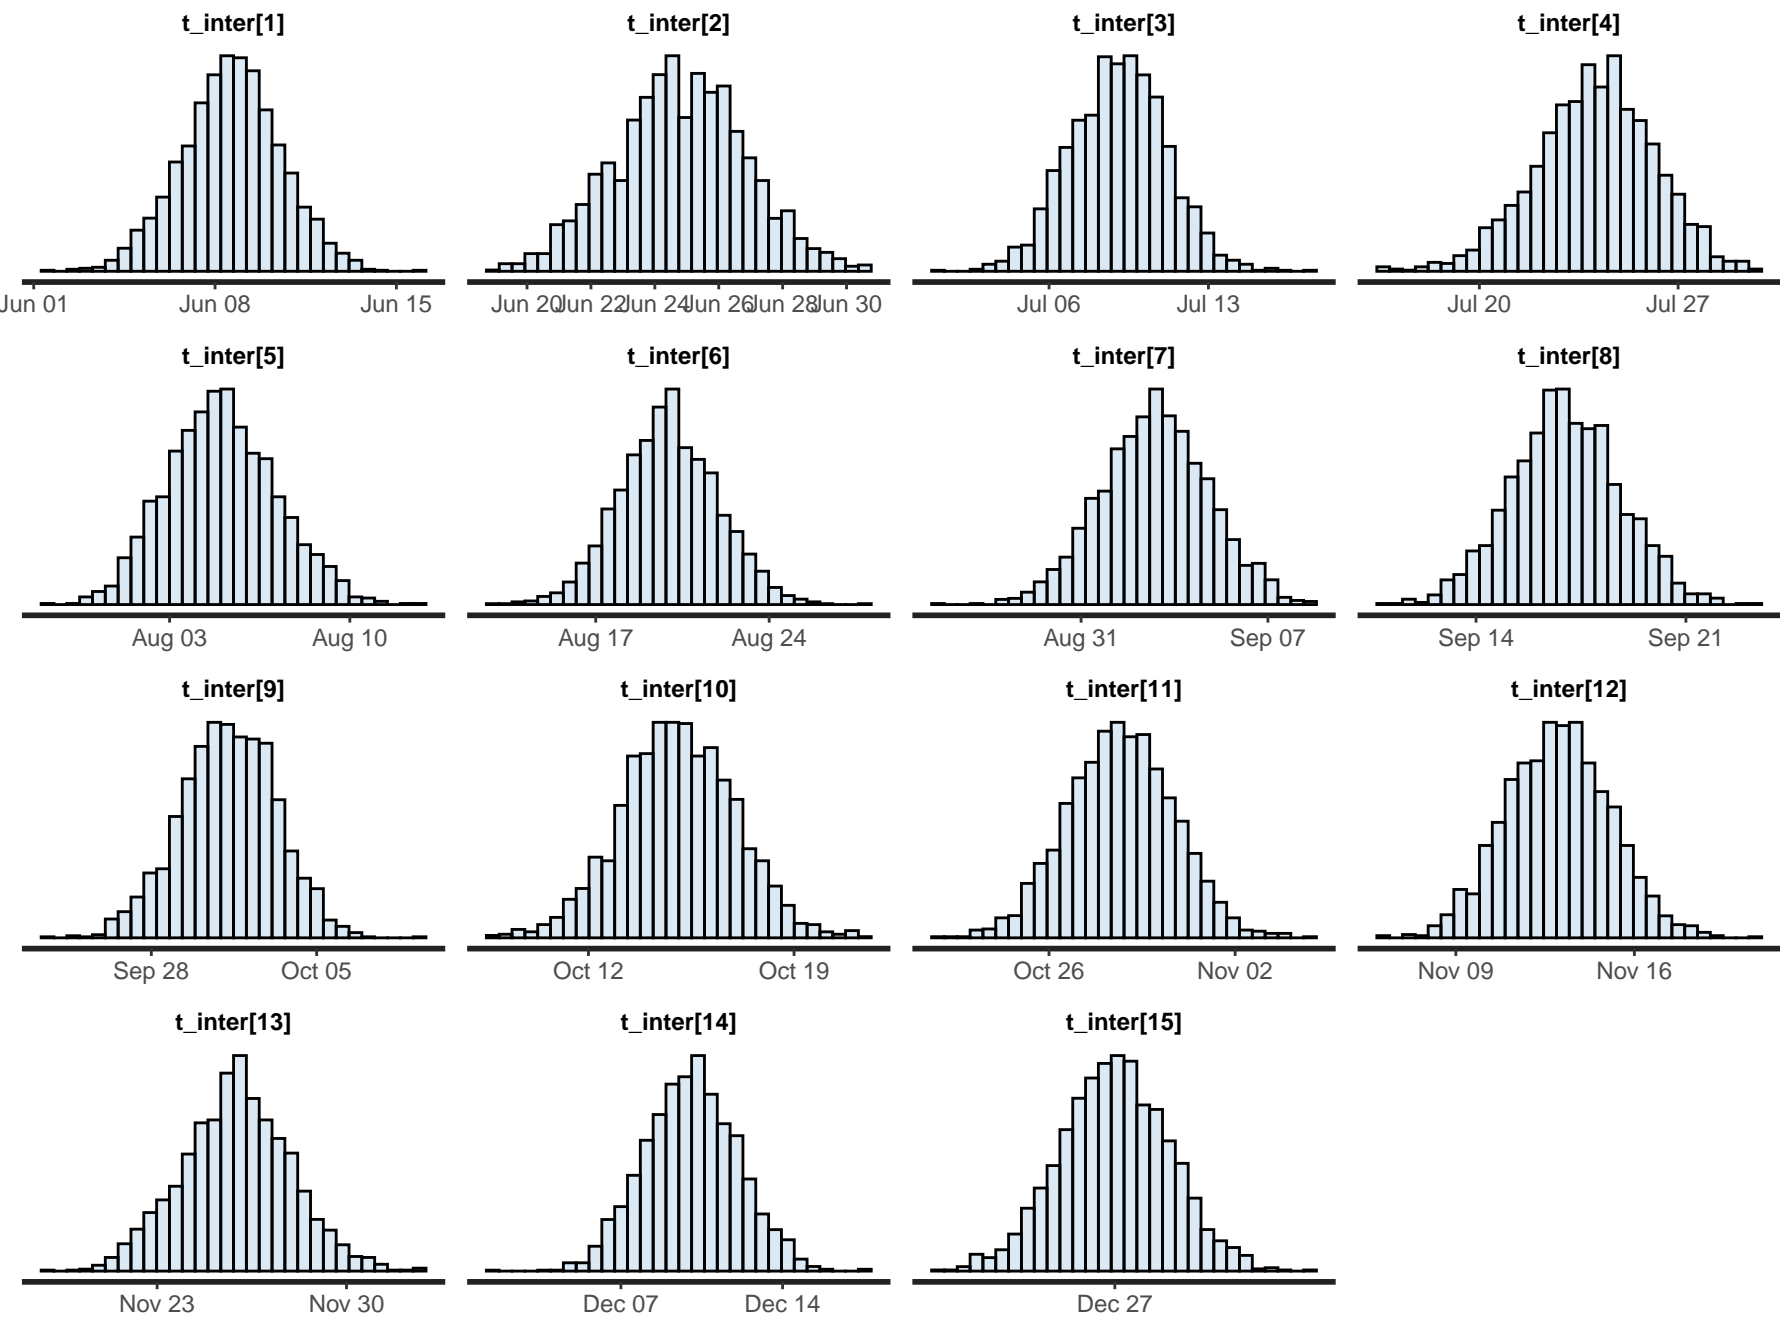 t_inter[1] t_inter[2] t_inter[3] t_inter[4]
Jun 01 Jun 08 Jun 15 Jun 20 Jun 22 Jun 24 Jun 26 Jun 28 Jun 30 Jul 06 Jul 13 Jul 20 Jul 27
t_inter[5] t_inter[6] t_inter[7] t_inter[8]
Aug 03 Aug 10 Aug 17 Aug 24 Aug 31 Sep 07 Sep 14 Sep 21
t_inter[9] t_inter[10] t_inter[11] t_inter[12]
Sep 28 Oct 05 Oct 12 Oct 19 Oct 26 Nov 02 Nov 09 Nov 16
t_inter[13] t_inter[14] t_inter[15]
Nov 23 Nov 30 Dec 07 Dec 14 Dec 27